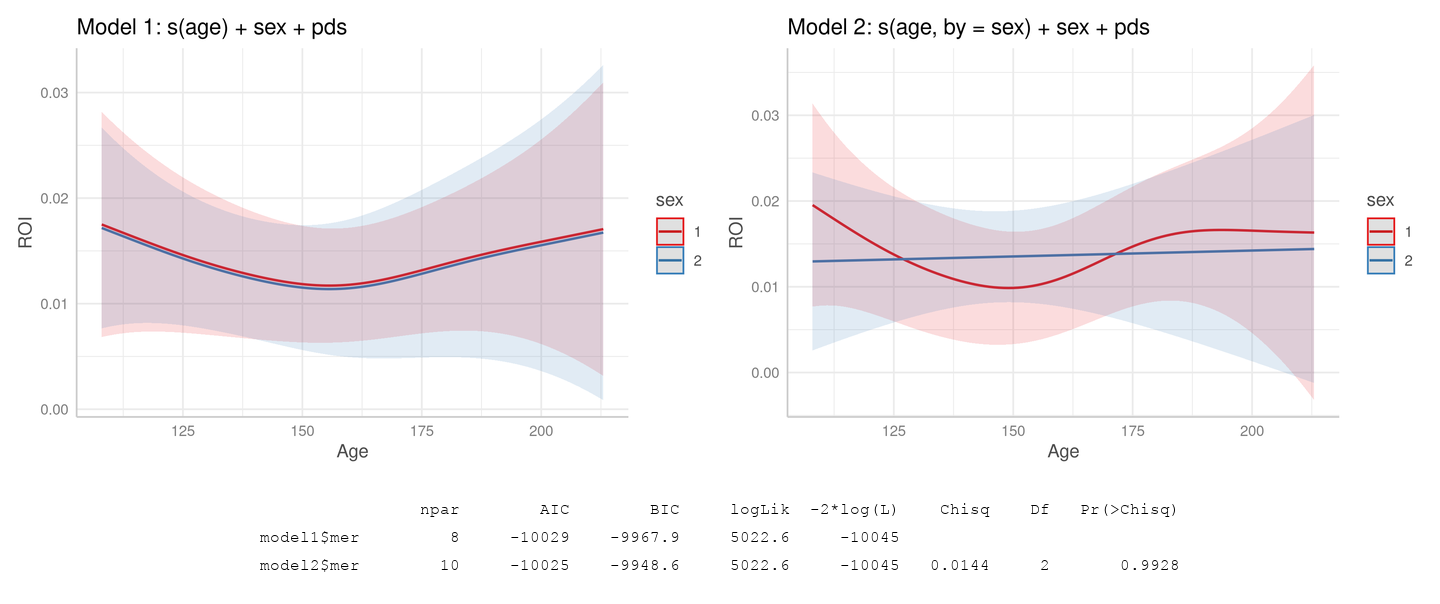 Model 1: s(age) + sex + pds
0.03
0.02
0.01
0.00
ROI
125 150 175 200
Age
sex
1
2
Model 2: s(age, by = sex) + sex + pds
0.03
0.02
0.01
0.00
ROI
125 150 175 200
Age
sex
1
2
npar AIC BIC logLik -2*log(L) Chisq Df Pr(>Chisq)
model1$mer 8 -10029 -9967.9 5022.6 -10045
model2$mer 10 -10025 -9948.6 5022.6 -10045 0.0144 2 0.9928